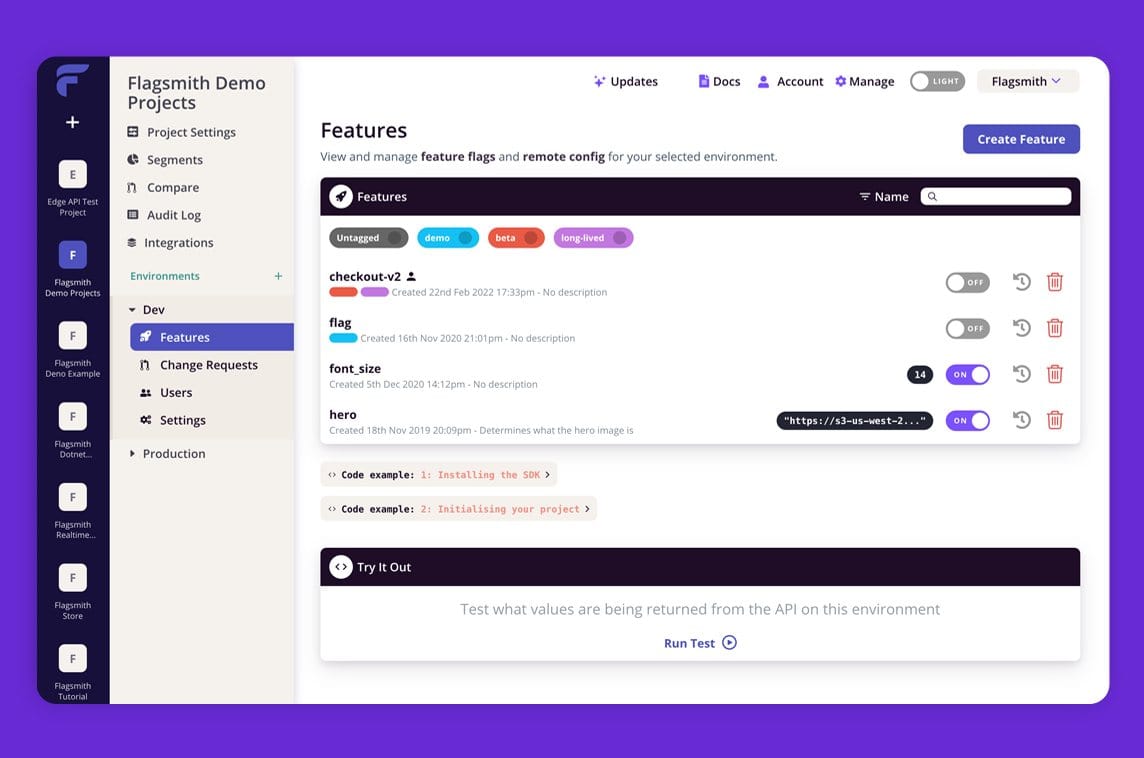 Flagsmith Demo
Projects
Updates
Docs
Account
Manage
LIGHT
Flagsmith
E
Edge API Test
Project
F
Flagsmith
Demo Projects
F
Flagsmith
Deno Example
F
Flagsmith
Dotnet...
F
Flagsmith
Realtime...
F
Flagsmith
Store
F
Flagsmith
Tutorial
Project Settings
Segments
Compare
Audit Log
Integrations
Environments +
Dev
Features
Change Requests
Users
Settings
Production
Features
View and manage feature flags and remote config for your selected environment.
Create Feature
Features
Name
Untagged demo beta long-lived
checkout-v2
Created 22nd Feb 2022 17:33pm - No description
OFF
flag
Created 16th Nov 2020 21:01pm - No description
OFF
font_size
Created 5th Dec 2020 14:12pm - No description
14
ON
hero
Created 18th Nov 2019 20:09pm - Determines what the hero image is
"https://s3-us-west-2..."
ON
<> Code example: 1: Installing the SDK >
<> Code example: 2: Initialising your project >
<> Try It Out
Test what values are being returned from the API on this environment
Run Test